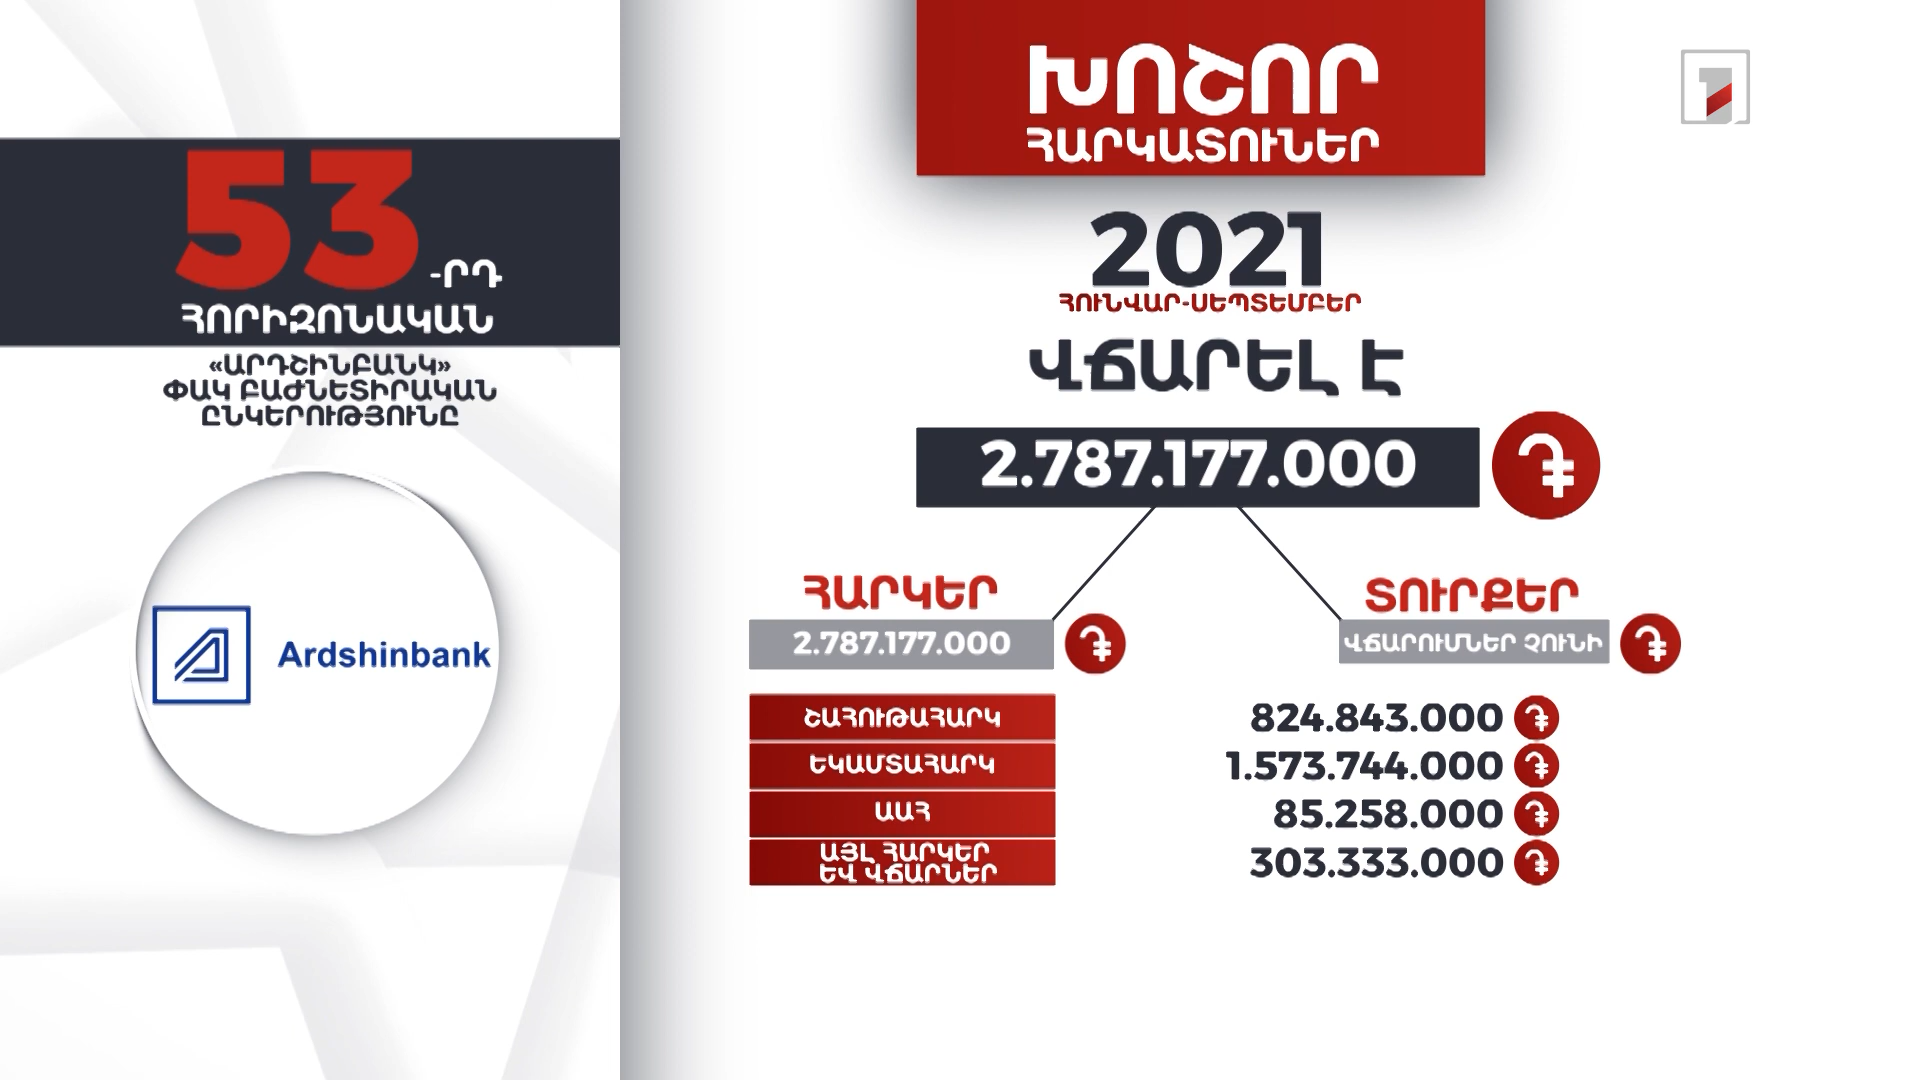 53-ՐԴ
ՀՈՐԻԶՈՆԱԿԱՆ
«ԱՐԴՇԻՆԲԱՆԿ»
ՓԱԿ ԲԱԺՆԵՏԻՐԱԿԱՆ
ԸՆԿԵՐՈՒԹՅՈՒՆԸ
Ardshinbank
ԽՈՇՈՐ
ՀԱՐԿԱՏՈՒՆԵՐ
1
2021
ՀՈՒՆՎԱՐ-ՍԵՊՏԵՄԲԵՐ
ՎՃԱՐԵԼ Է
2.787.177.000 ֏
ՀԱՐԿԵՐ
2.787.177.000 ֏
ՏՈՒՐՔԵՐ
ՎՃԱՐՈՒՄՆԵՐ ՉՈՒՆԻ ֏
ՇԱՀՈՒԹԱՀԱՐԿ 824.843.000 ֏
ԵԿԱՄՏԱՀԱՐԿ 1.573.744.000 ֏
ԱԱՀ 85.258.000 ֏
ԱՅԼ ՀԱՐԿԵՐ
ԵՎ ՎՃԱՐՆԵՐ 303.333.000 ֏